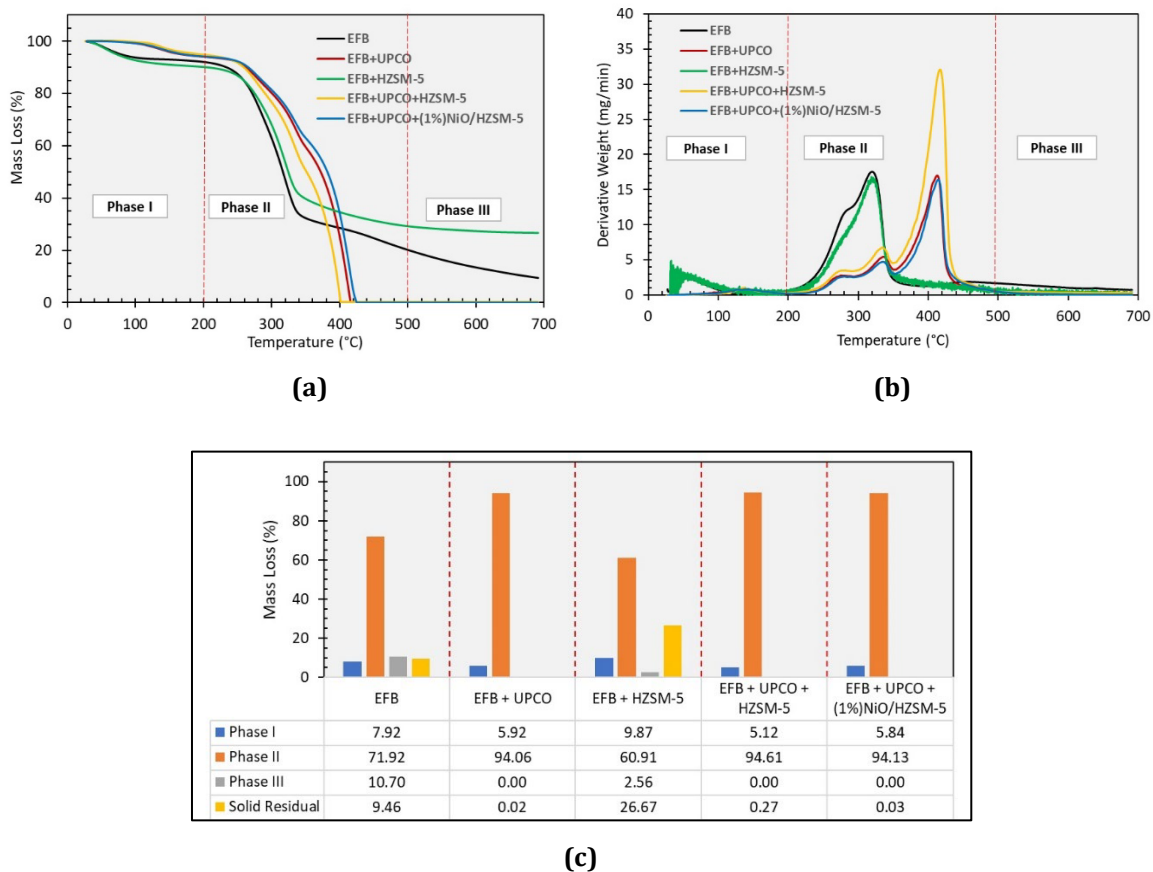 100
80
60
40
20
0
0 100 200 300 400 500 600 700
Mass Loss (%)
Temperature (°C)
EFB
EFB+UPCO
EFB+HZSM-5
EFB+UPCO+HZSM-5
EFB+UPCO+(1%)NiO/HZSM-5
Phase I
Phase II
Phase III
(a)
40
35
30
25
20
15
10
5
0
0 100 200 300 400 500 600 700
Derivative Weight (mg/min)
Temperature (°C)
EFB
EFB+UPCO
EFB+HZSM-5
EFB+UPCO+HZSM-5
EFB+UPCO+(1%)NiO/HZSM-5
Phase I
Phase II
Phase III
(b)
100
80
60
40
20
0
Mass Loss (%)
EFB
EFB + UPCO
EFB + HZSM-5
EFB + UPCO +
HZSM-5
EFB + UPCO +
(1%)NiO/HZSM-5
Phase I 7.92 5.92 9.87 5.12 5.84
Phase II 71.92 94.06 60.91 94.61 94.13
Phase III 10.70 0.00 2.56 0.00 0.00
Solid Residual 9.46 0.02 26.67 0.27 0.03
(c)